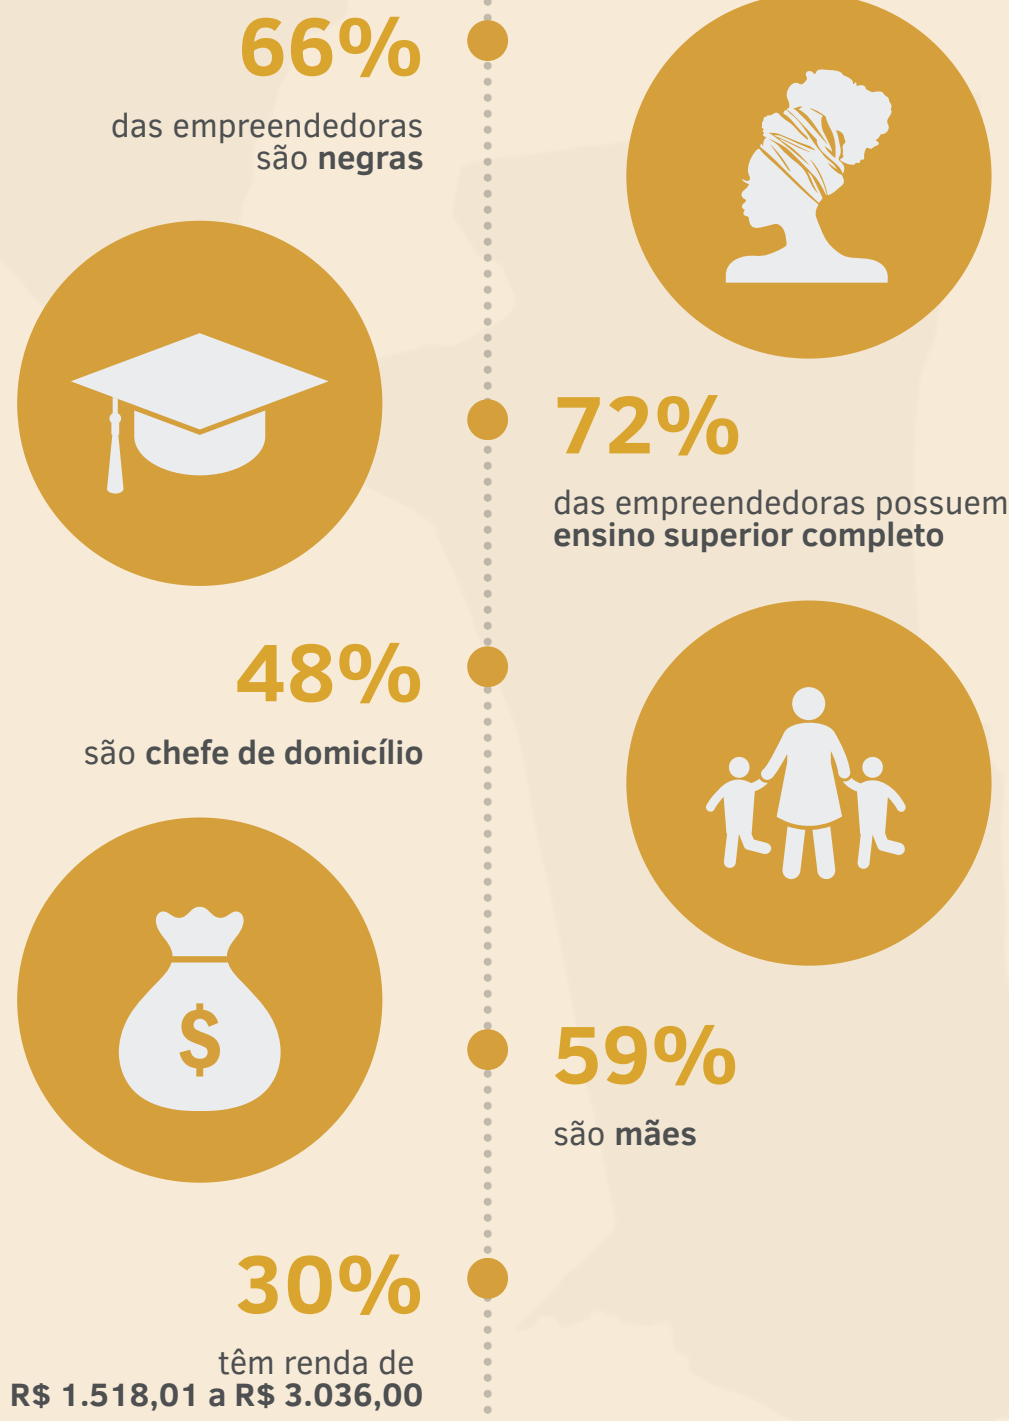 66%
das empreendedoras
são negras
72%
das empreendedoras possuem
ensino superior completo
48%
são chefe de domicílio
$
59%
são mães
30%
têm renda de
R$ 1.518,01 a R$ 3.036,00